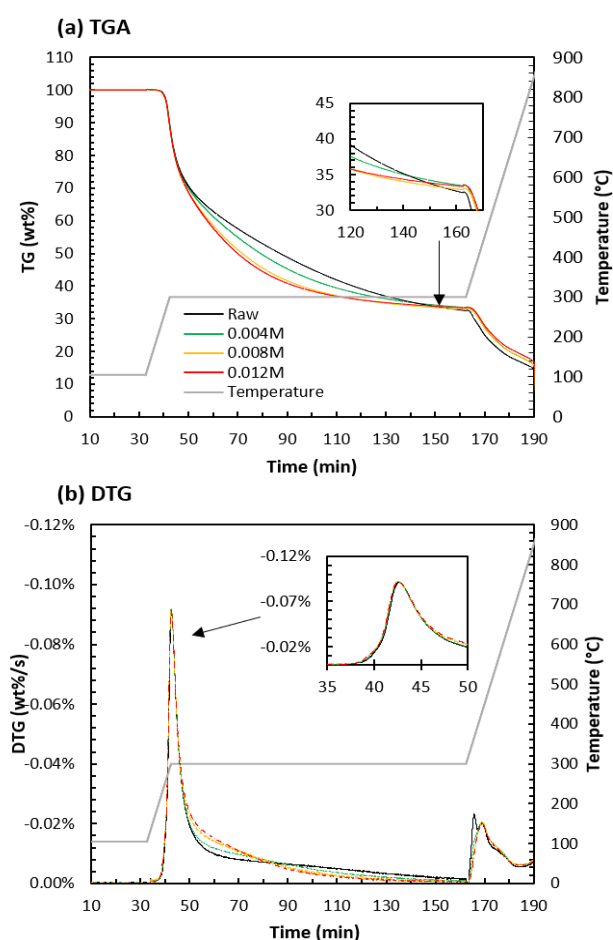 (a) TGA
100
90
80
70
60
50
40
30
20
10
0
TG (wt%)
900
800
700
600
500
400
300
200
100
0
Temperature (°C)
45
40
35
30
120 140 160
Raw
0.004M
0.008M
0.012M
Temperature
10 30 50 70 90 110 130 150 170 190
Time (min)
(b) DTG
-0.12%
-0.10%
-0.08%
-0.06%
-0.04%
-0.02%
0.00%
DTG (wt%/s)
900
800
700
600
500
400
300
200
100
0
Temperature (°C)
-0.12%
-0.07%
-0.02%
35 40 45 50
10 30 50 70 90 110 130 150 170 190
Time (min)